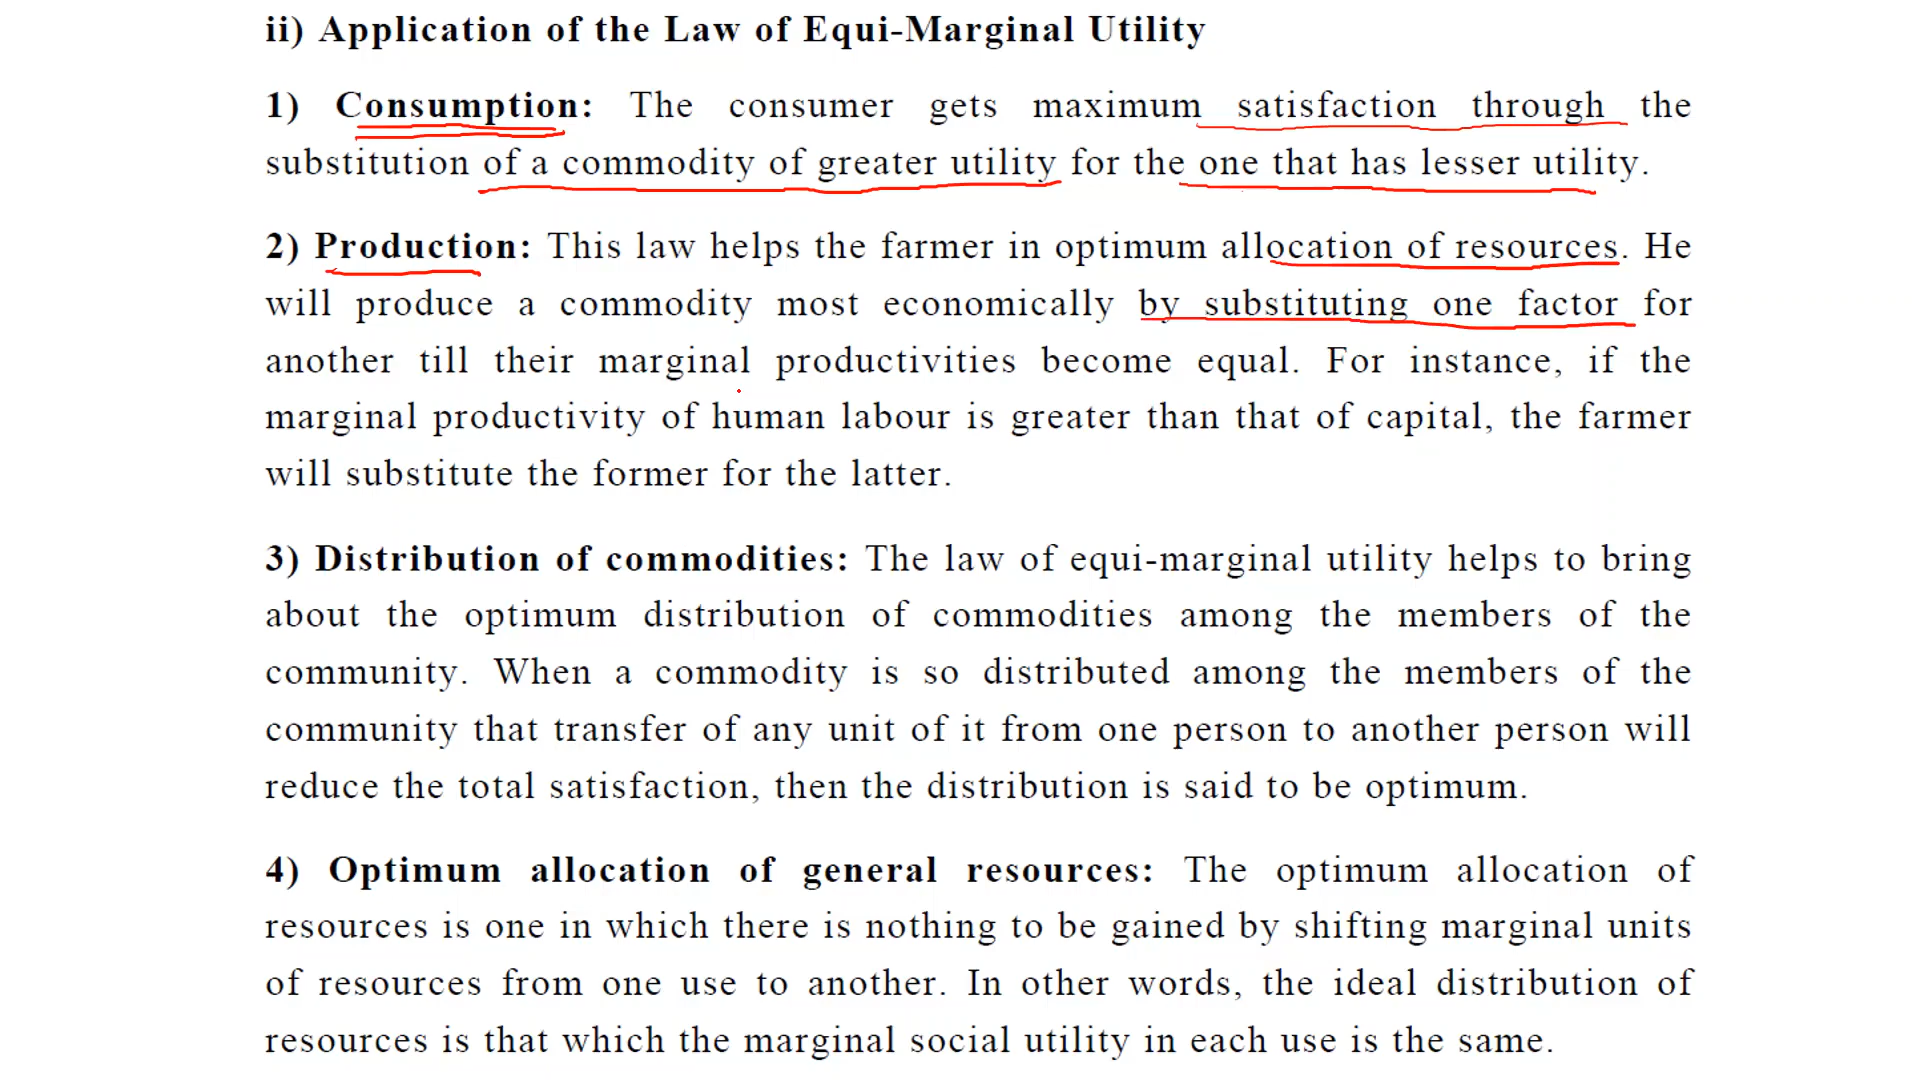 ii) Application of the Law of Equi-Marginal Utility
1) Consumption: The consumer gets maximum satisfaction through the
substitution of a commodity of greater utility for the one that has lesser utility.
2) Production: This law helps the farmer in optimum allocation of resources. He
will produce a commodity most economically by substituting one factor for
another till their marginal productivities become equal. For instance, if the
marginal productivity of human labour is greater than that of capital, the farmer
will substitute the former for the latter.
3) Distribution of commodities: The law of equi-marginal utility helps to bring
about the optimum distribution of commodities among the members of the
community. When a commodity is so distributed among the members of the
community that transfer of any unit of it from one person to another person will
reduce the total satisfaction, then the distribution is said to be optimum.
4) Optimum allocation of general resources: The optimum allocation of
resources is one in which there is nothing to be gained by shifting marginal units
of resources from one use to another. In other words, the ideal distribution of
resources is that which the marginal social utility in each use is the same.